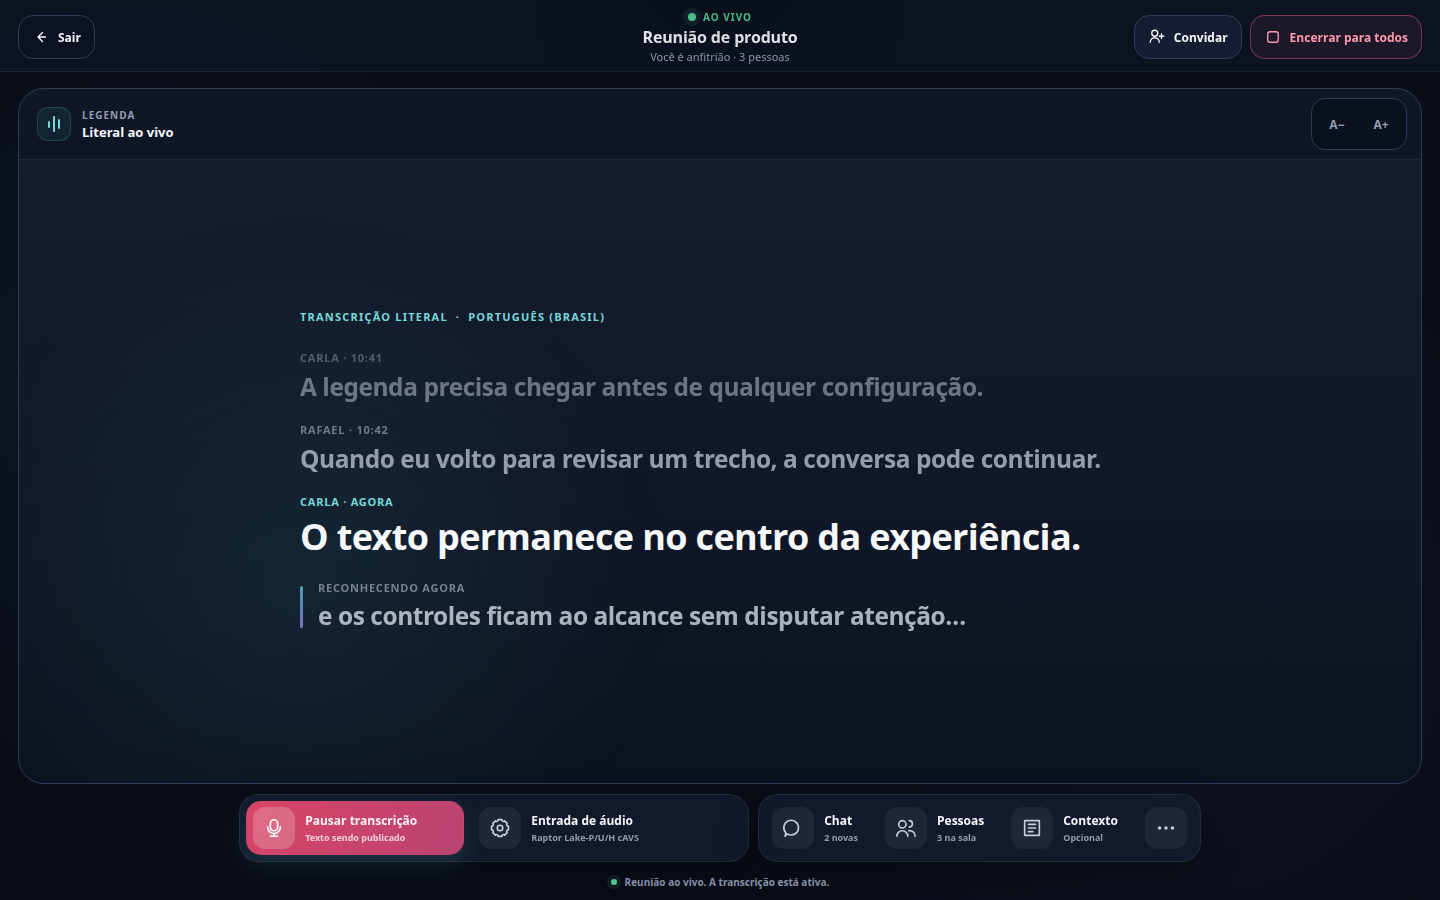 Sair
AO VIVO
Reunião de produto
Você é anfitrião · 3 pessoas
Convidar
Encerrar para todos
LEGENDA
Literal ao vivo
A−
A+
TRANSCRIÇÃO LITERAL · PORTUGUÊS (BRASIL)
CARLA · 10:41
A legenda precisa chegar antes de qualquer configuração.
RAFAEL · 10:42
Quando eu volto para revisar um trecho, a conversa pode continuar.
CARLA · AGORA
O texto permanece no centro da experiência.
RECONHECENDO AGORA
e os controles ficam ao alcance sem disputar atenção…
Pausar transcrição
Texto sendo publicado
Entrada de áudio
Raptor Lake-P/U/H cAVS
Chat
2 novas
Pessoas
3 na sala
Contexto
Opcional
Reunião ao vivo. A transcrição está ativa.